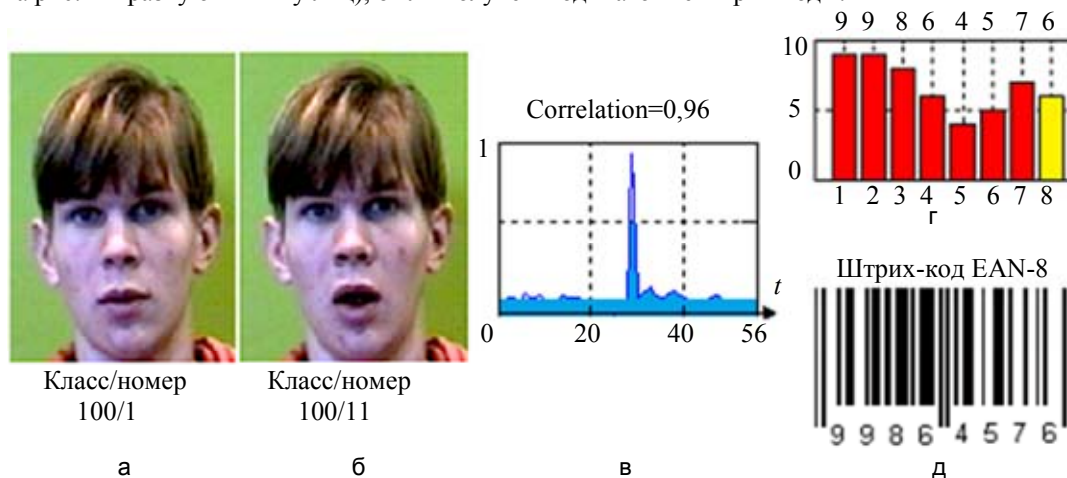 9 9 8 6 4 5 7 6
10
5
0
1 2 3 4 5 6 7 8
г
Correlation=0,96
1
0 20 40 56
t
Штрих-код EAN-8
9 9 8 6 4 5 7 6
Класс/номер
100/1
Класс/номер
100/11
а б в д